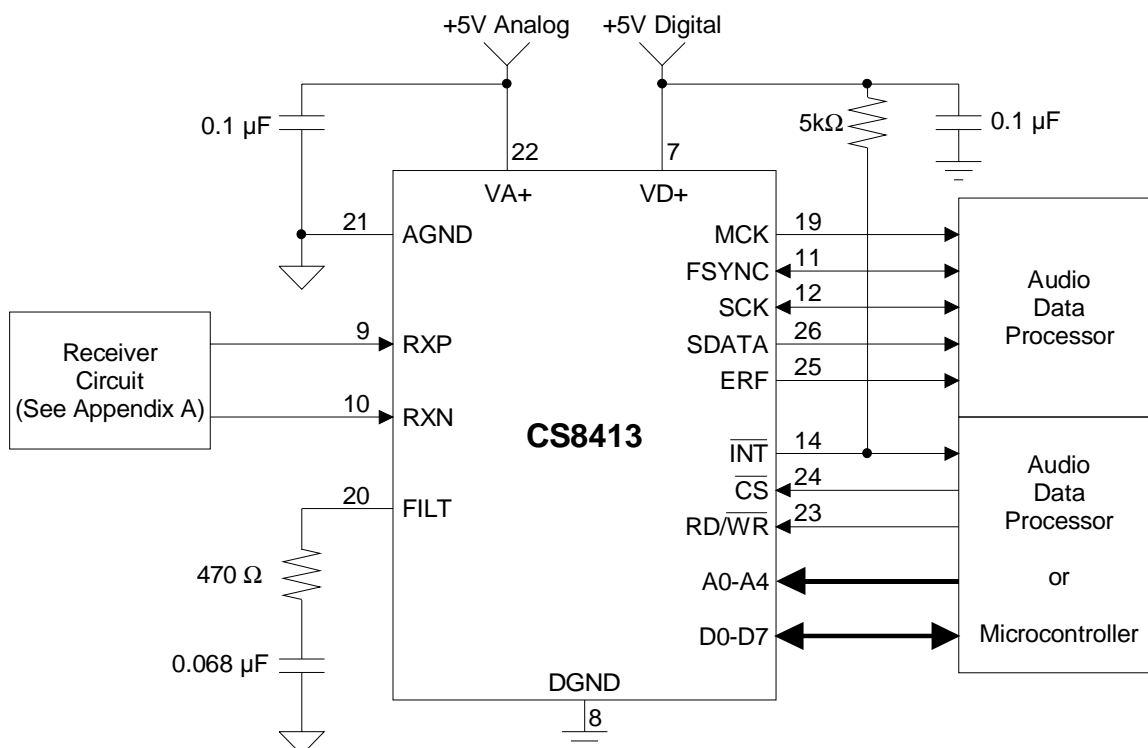 +5V Analog
+5V Digital
0.1 µF
5kΩ
0.1 µF
22
7
VA+
VD+
21
AGND
MCK
19
FSYNC
11
SCK
12
SDATA
26
ERF
25
Audio
Data
Processor
Receiver
Circuit
(See Appendix A)
9
RXP
10
RXN
CS8413
INT
14
CS
24
RD/WR
23
A0-A4
D0-D7
Audio
Data
Processor
or
Microcontroller
20
FILT
470 Ω
0.068 µF
DGND
8